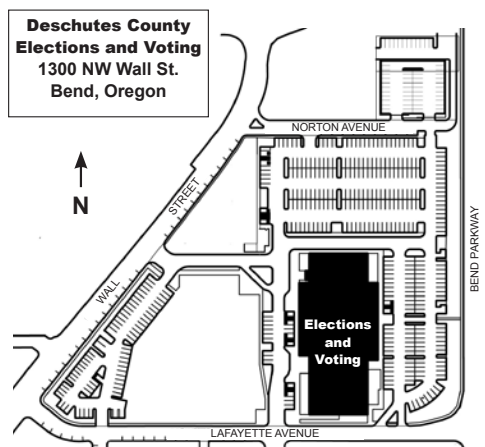 Deschutes County
Elections and Voting
1300 NW Wall St.
Bend, Oregon
NORTON AVENUE
N
STREET
WALL
BEND PARKWAY
Elections
and
Voting
LAFAYETTE AVENUE